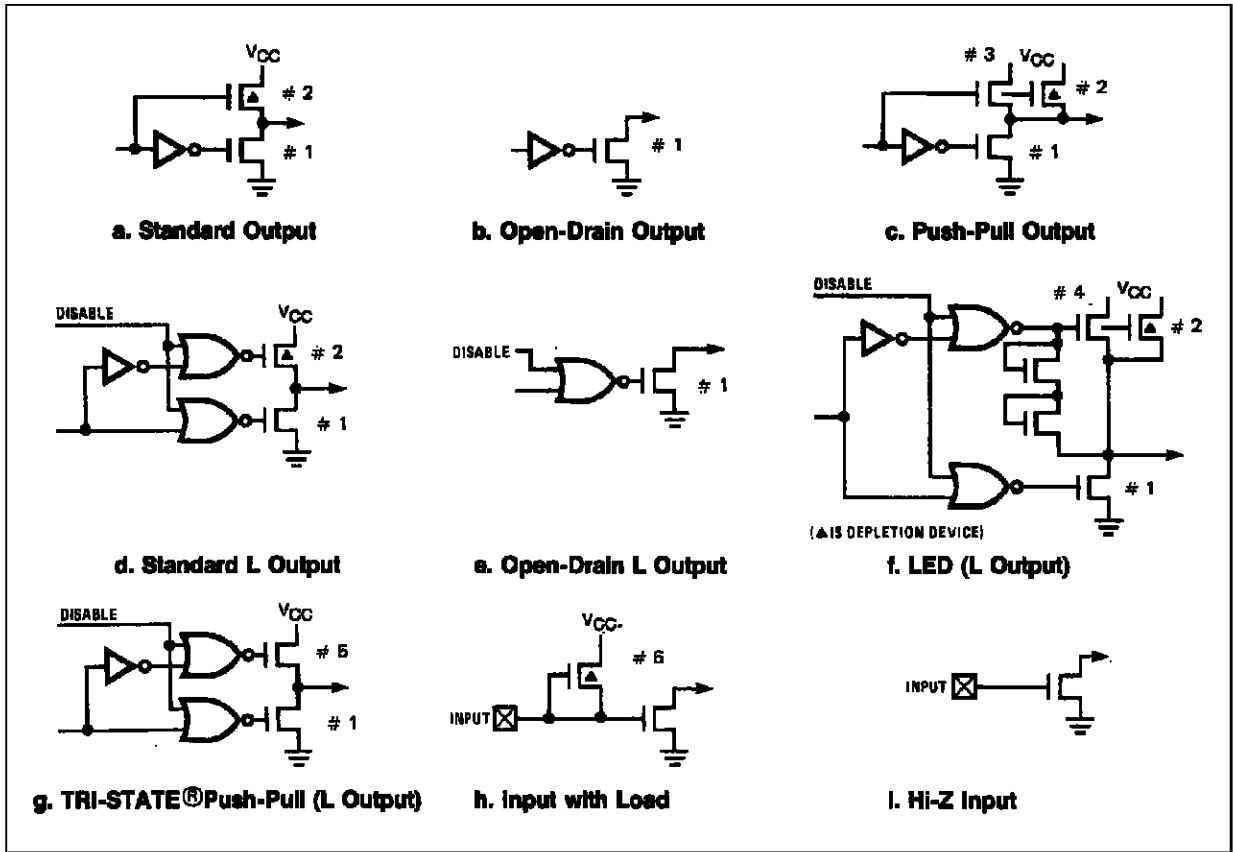 VCC
# 2
# 1
a. Standard Output
# 1
b. Open-Drain Output
# 3
VCC
# 2
# 1
c. Push-Pull Output
DISABLE
VCC
# 2
# 1
d. Standard L Output
DISABLE
# 1
e. Open-Drain L Output
DISABLE
# 4
VCC
# 2
# 1
(▲ IS DEPLETION DEVICE)
f. LED (L Output)
DISABLE
VCC
# 5
# 1
g. TRI-STATE® Push-Pull (L Output)
VCC
# 6
INPUT
h. Input with Load
INPUT
i. Hi-Z Input